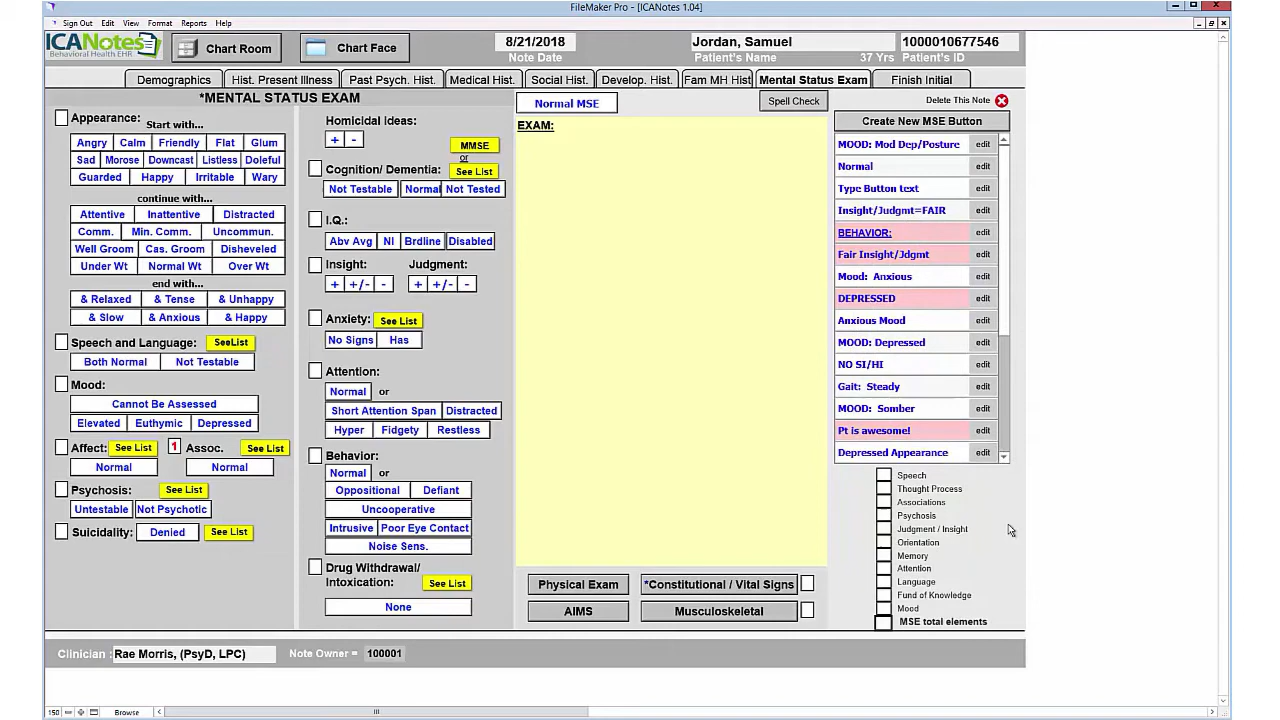 FileMaker Pro - [ICANotes 1.04]
Sign Out Edit View Format Reports Help
ICANotes
Behavioral Health EHR
Chart Room
Chart Face
8/21/2018
Note Date
Jordan, Samuel
Patient's Name
37 Yrs
1000010677546
Patient's ID
Demographics
Hist. Present Illness
Past Psych. Hist.
Medical Hist.
Social Hist.
Develop. Hist.
Fam MH Hist
Mental Status Exam
Finish Initial
*MENTAL STATUS EXAM
Appearance:
Start with...
Angry Calm Friendly Flat Glum
Sad Morose Downcast Listless Doleful
Guarded Happy Irritable Wary
continue with...
Attentive Inattentive Distracted
Comm. Min. Comm. Uncommun.
Well Groom Cas. Groom Disheveled
Under Wt Normal Wt Over Wt
end with...
& Relaxed & Tense & Unhappy
& Slow & Anxious & Happy
Speech and Language: SeeList
Both Normal Not Testable
Mood:
Cannot Be Assessed
Elevated Euthymic Depressed
Affect: See List 1 Assoc. See List
Normal Normal
Psychosis: See List
Untestable Not Psychotic
Suicidality: Denied See List
Homicidal Ideas:
+ -
MMSE
or
Cognition/ Dementia: See List
Not Testable Normal Not Tested
I.Q.:
Abv Avg Nl Brdline Disabled
Insight: Judgment:
+ +/- - + +/- -
Anxiety: See List
No Signs Has
Attention:
Normal or
Short Attention Span Distracted
Hyper Fidgety Restless
Behavior:
Normal or
Oppositional Defiant
Uncooperative
Intrusive Poor Eye Contact
Noise Sens.
Drug Withdrawal/
Intoxication: See List
None
Normal MSE
Spell Check
EXAM:
Physical Exam
*Constitutional / Vital Signs
AIMS
Musculoskeletal
Delete This Note
Create New MSE Button
MOOD: Mod Dep/Posture edit
Normal edit
Type Button text edit
Insight/Judgmt=FAIR edit
BEHAVIOR: edit
Fair Insight/Jdgmt edit
Mood: Anxious edit
DEPRESSED edit
Anxious Mood edit
MOOD: Depressed edit
NO SI/HI edit
Gait: Steady edit
MOOD: Somber edit
Pt is awesome! edit
Depressed Appearance edit
Speech
Thought Process
Associations
Psychosis
Judgment / Insight
Orientation
Memory
Attention
Language
Fund of Knowledge
Mood
MSE total elements
Clinician : Rae Morris, (PsyD, LPC)
Note Owner = 100001
150
Browse